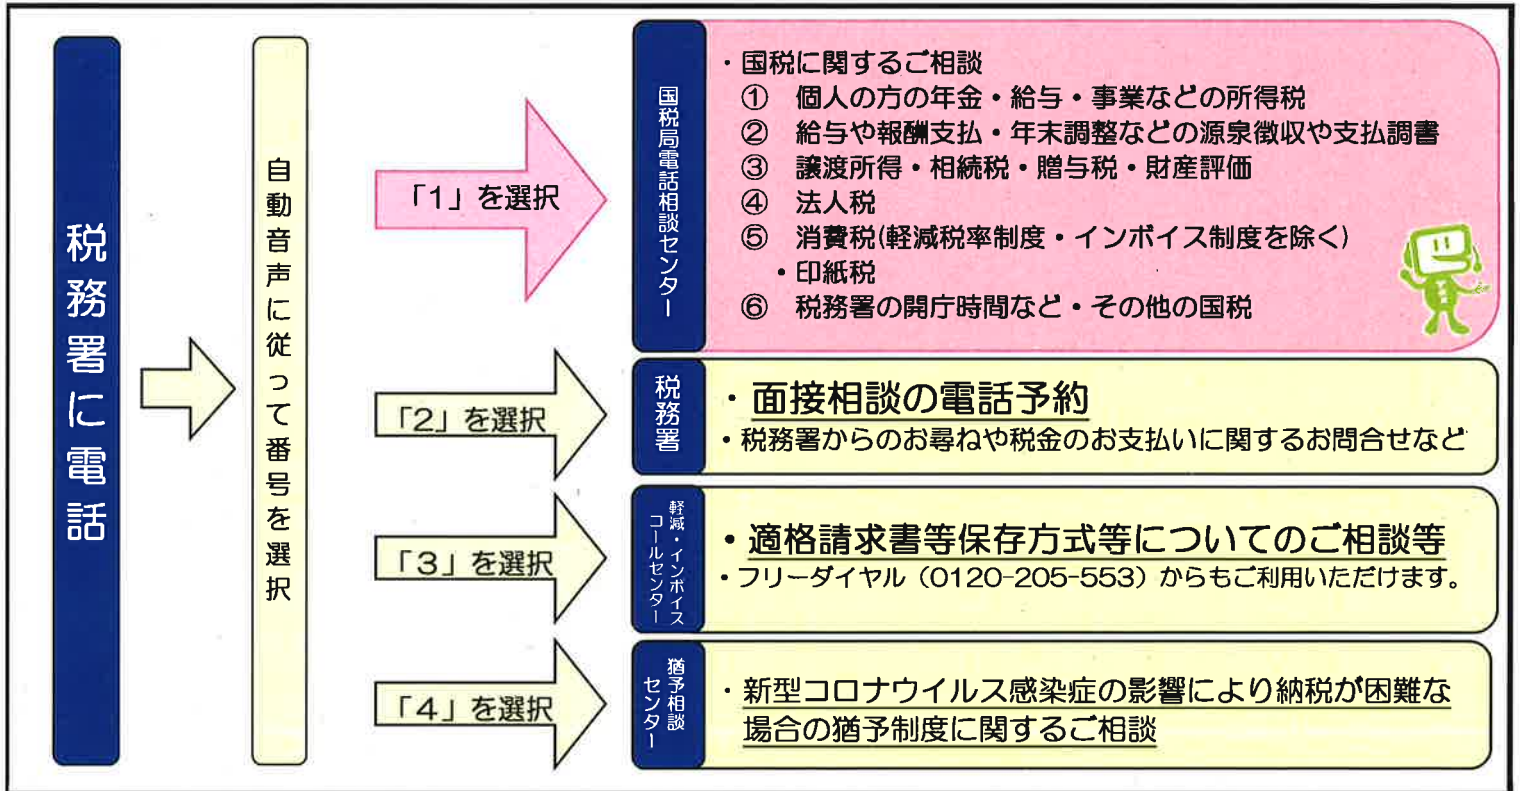 税務署に電話
自動音声に従って番号を選択
「1」を選択
国税局電話相談センター
・国税に関するご相談
① 個人の方の年金・給与・事業などの所得税
② 給与や報酬支払・年末調整などの源泉徴収や支払調書
③ 譲渡所得・相続税・贈与税・財産評価
④ 法人税
⑤ 消費税(軽減税率制度・インボイス制度を除く)
・印紙税
⑥ 税務署の開庁時間など・その他の国税
「2」を選択
税務署
・面接相談の電話予約
・税務署からのお尋ねや税金のお支払いに関するお問合せなど
「3」を選択
軽減・インボイス
コールセンター
・適格請求書等保存方式等についてのご相談等
・フリーダイヤル(0120-205-553)からもご利用いただけます。
「4」を選択
猶予相談
センター
・新型コロナウイルス感染症の影響により納税が困難な
場合の猶予制度に関するご相談